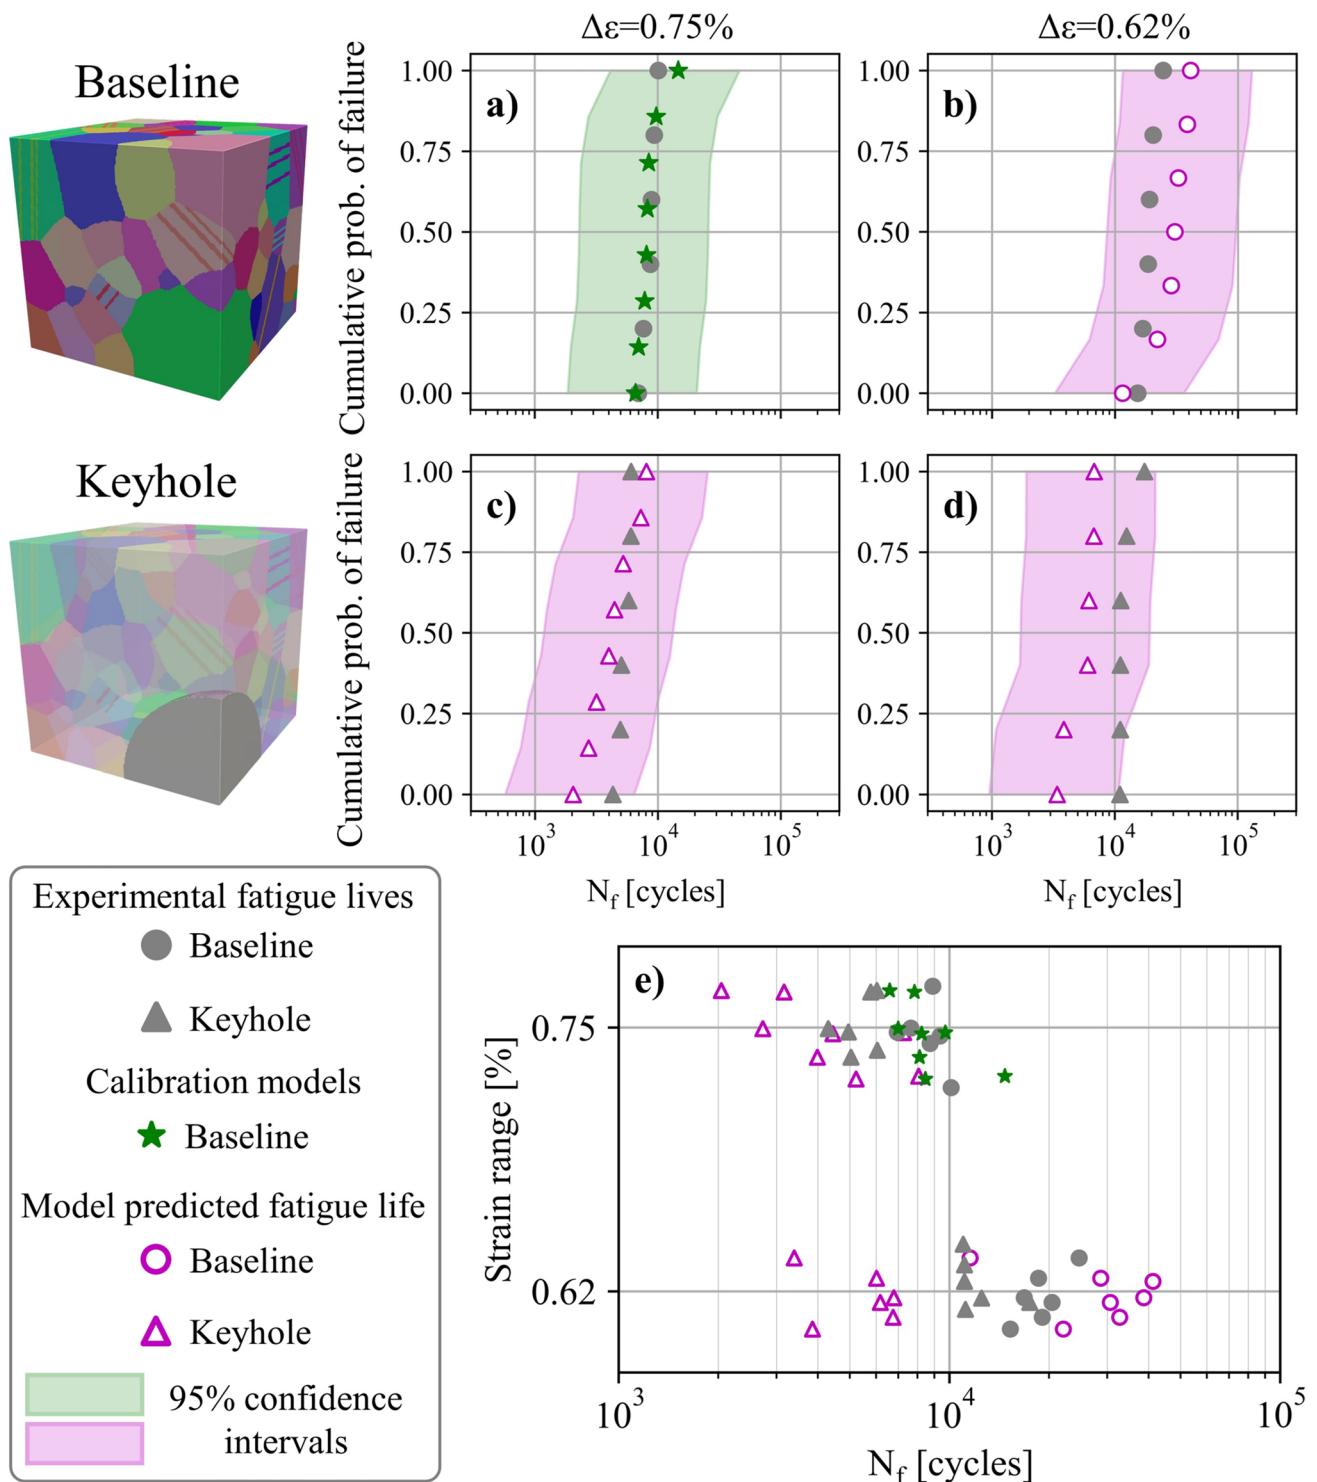 Δε=0.75%
Δε=0.62%
Baseline
Cumulative prob. of failure
1.00
0.75
0.50
0.25
0.00
a)
1.00
0.75
0.50
0.25
0.00
b)
Keyhole
Cumulative prob. of failure
1.00
0.75
0.50
0.25
0.00
c)
10³
10⁴
10⁵
N_f [cycles]
1.00
0.75
0.50
0.25
0.00
d)
10³
10⁴
10⁵
N_f [cycles]
Experimental fatigue lives
Baseline
Keyhole
Calibration models
Baseline
Model predicted fatigue life
Baseline
Keyhole
95% confidence
intervals
e)
Strain range [%]
0.75
0.62
10³
10⁴
10⁵
N_f [cycles]